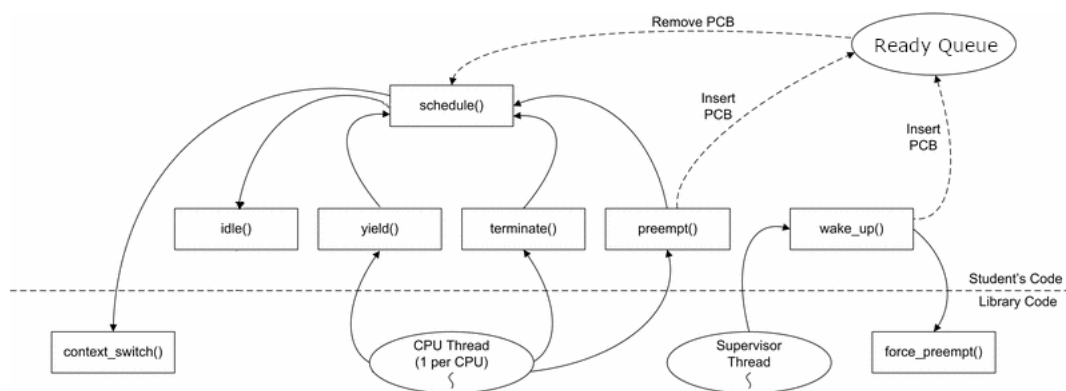 Remove PCB
Ready Queue
schedule()
Insert
PCB
Insert
PCB
idle()
yield()
terminate()
preempt()
wake_up()
Student's Code
Library Code
context_switch()
CPU Thread
(1 per CPU)
Supervisor
Thread
force_preempt()